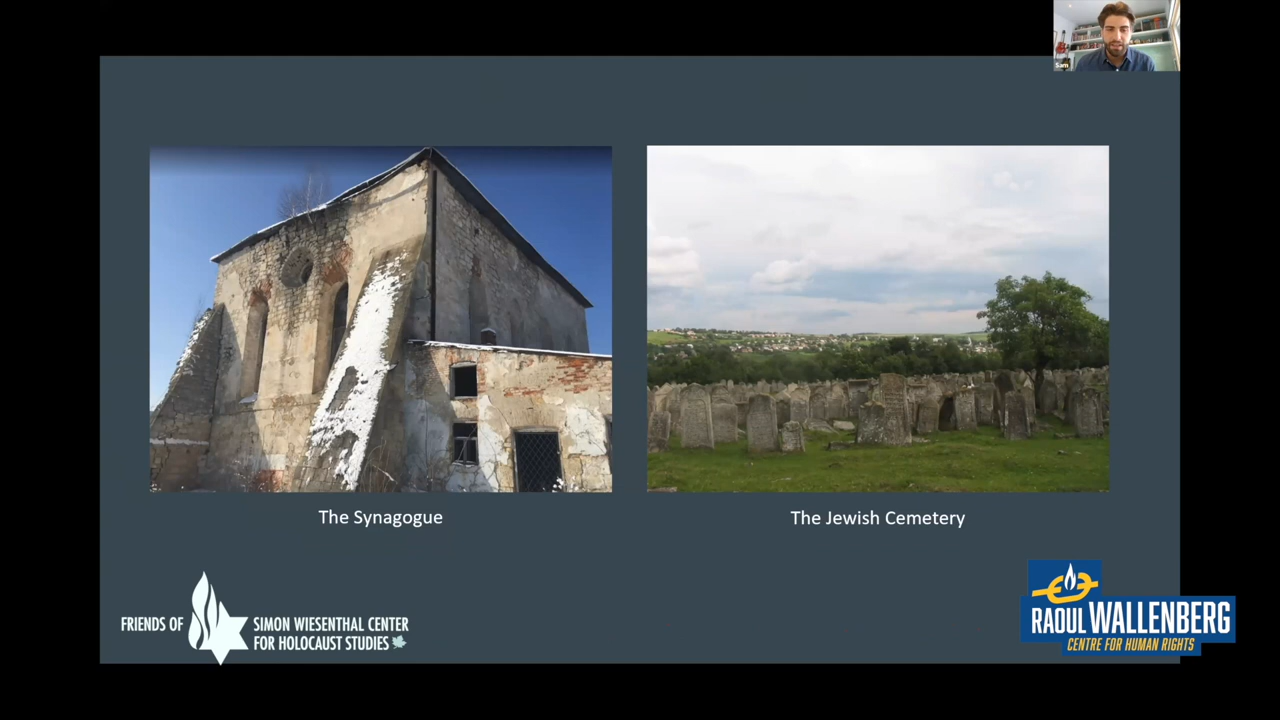 Sam
The Synagogue
The Jewish Cemetery
FRIENDS OF
SIMON WIESENTHAL CENTER
FOR HOLOCAUST STUDIES
RAOUL WALLENBERG
CENTRE FOR HUMAN RIGHTS